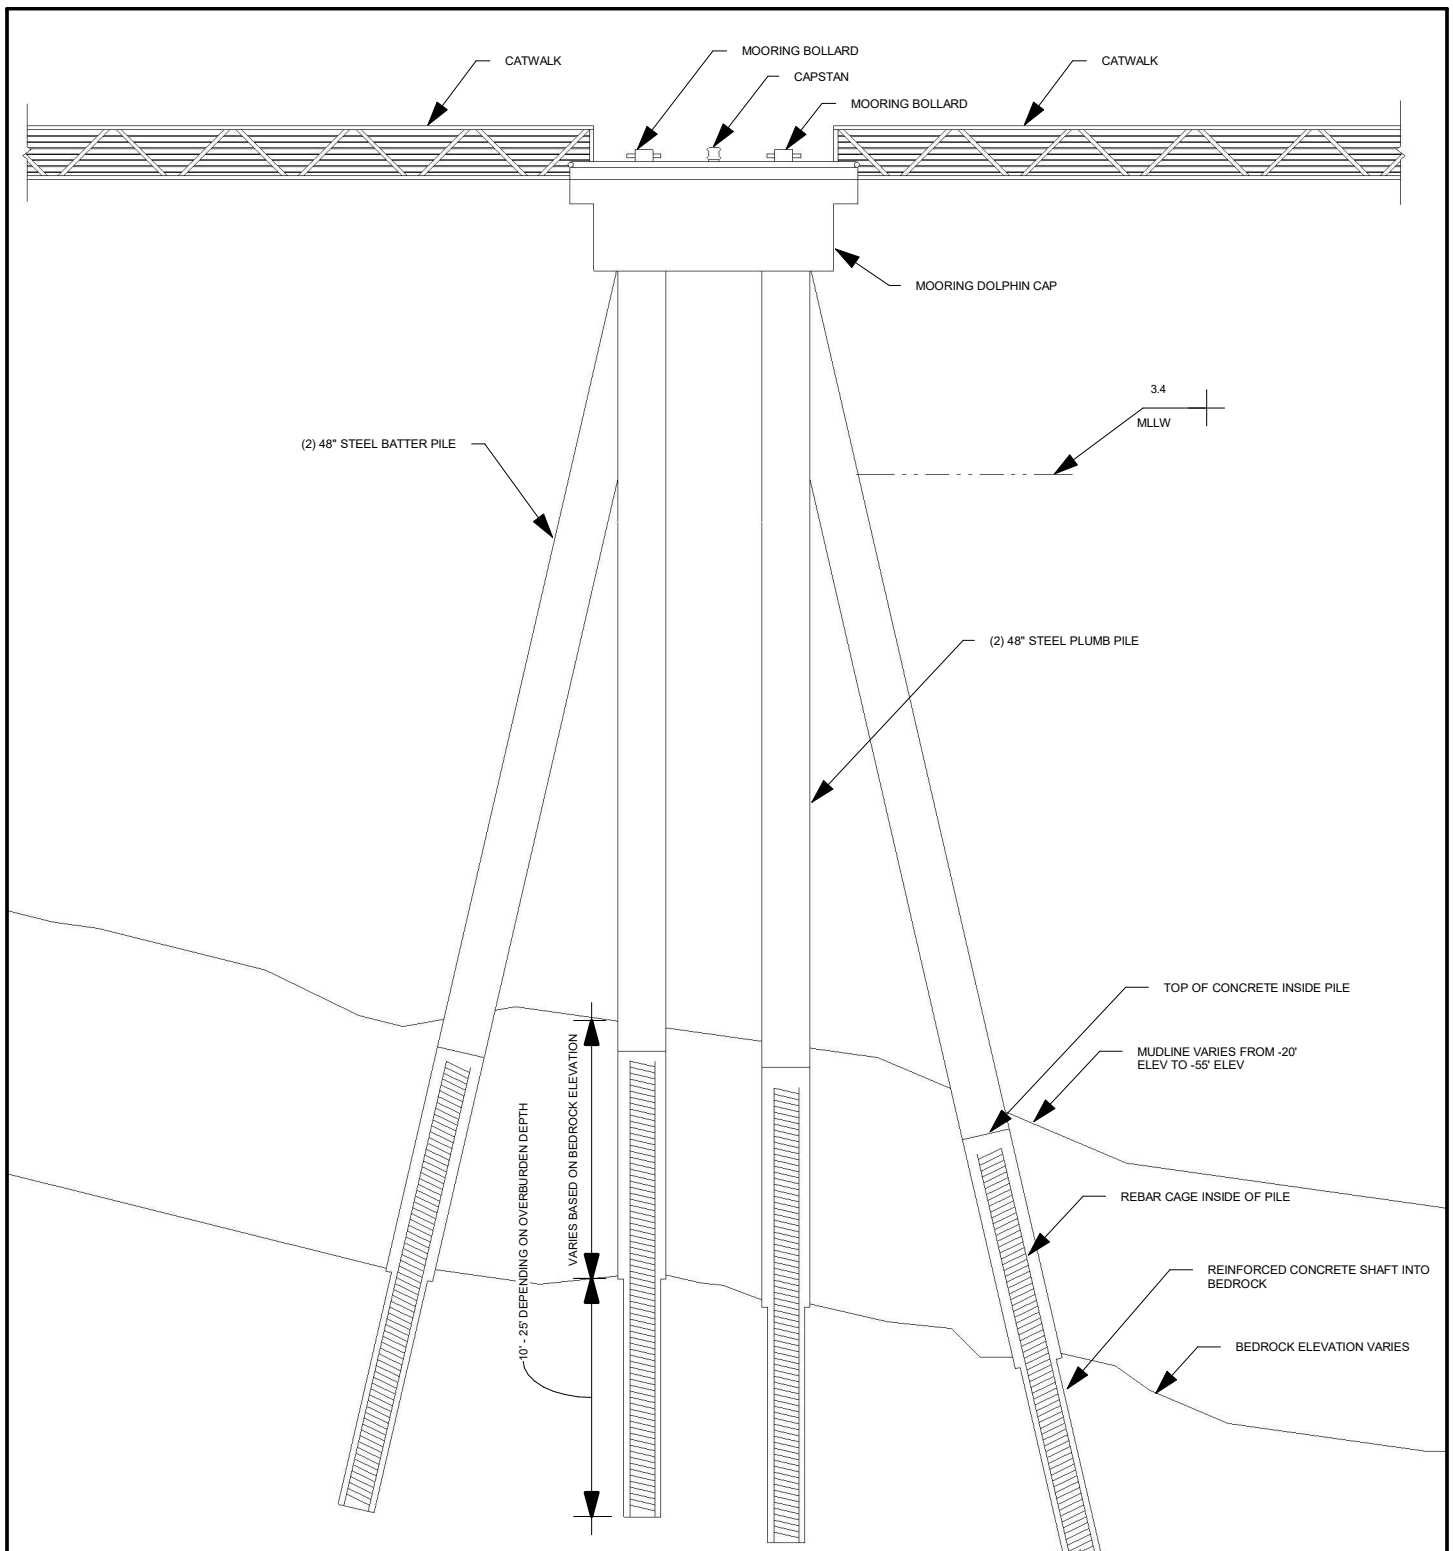 MOORING BOLLARD
CATWALK
CATWALK
CAPSTAN
MOORING BOLLARD
MOORING DOLPHIN CAP
3.4
MLLW
(2) 48" STEEL BATTER PILE
(2) 48" STEEL PLUMB PILE
TOP OF CONCRETE INSIDE PILE
MUDLINE VARIES FROM -20'
ELEV TO -55' ELEV
VARIES BASED ON BEDROCK ELEVATION
10' - 25' DEPENDING ON OVERBURDEN DEPTH
REBAR CAGE INSIDE OF PILE
REINFORCED CONCRETE SHAFT INTO
BEDROCK
BEDROCK ELEVATION VARIES